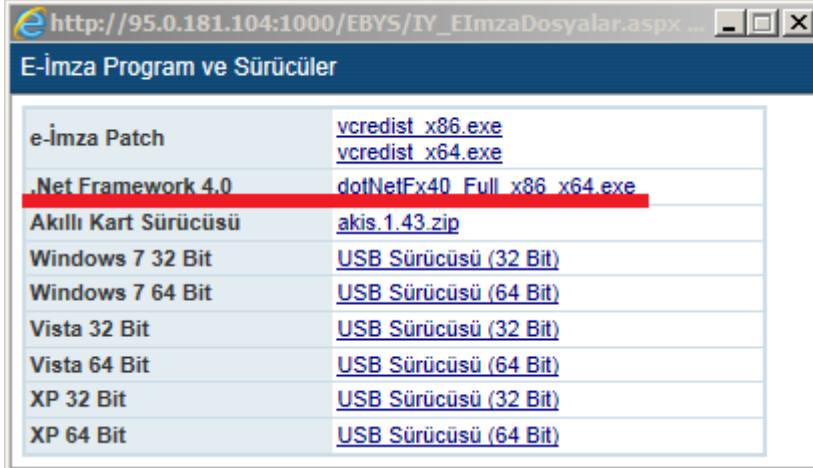 http://95.0.181.104:1000/EBYS/IY_EImzaDosyalar.aspx ...
E-İmza Program ve Sürücüler
e-İmza Patch
vcredist_x86.exe
vcredist_x64.exe
.Net Framework 4.0 dotNetFx40_Full_x86_x64.exe
Akıllı Kart Sürücüsü akis.1.43.zip
Windows 7 32 Bit USB Sürücüsü (32 Bit)
Windows 7 64 Bit USB Sürücüsü (64 Bit)
Vista 32 Bit USB Sürücüsü (32 Bit)
Vista 64 Bit USB Sürücüsü (64 Bit)
XP 32 Bit USB Sürücüsü (32 Bit)
XP 64 Bit USB Sürücüsü (64 Bit)